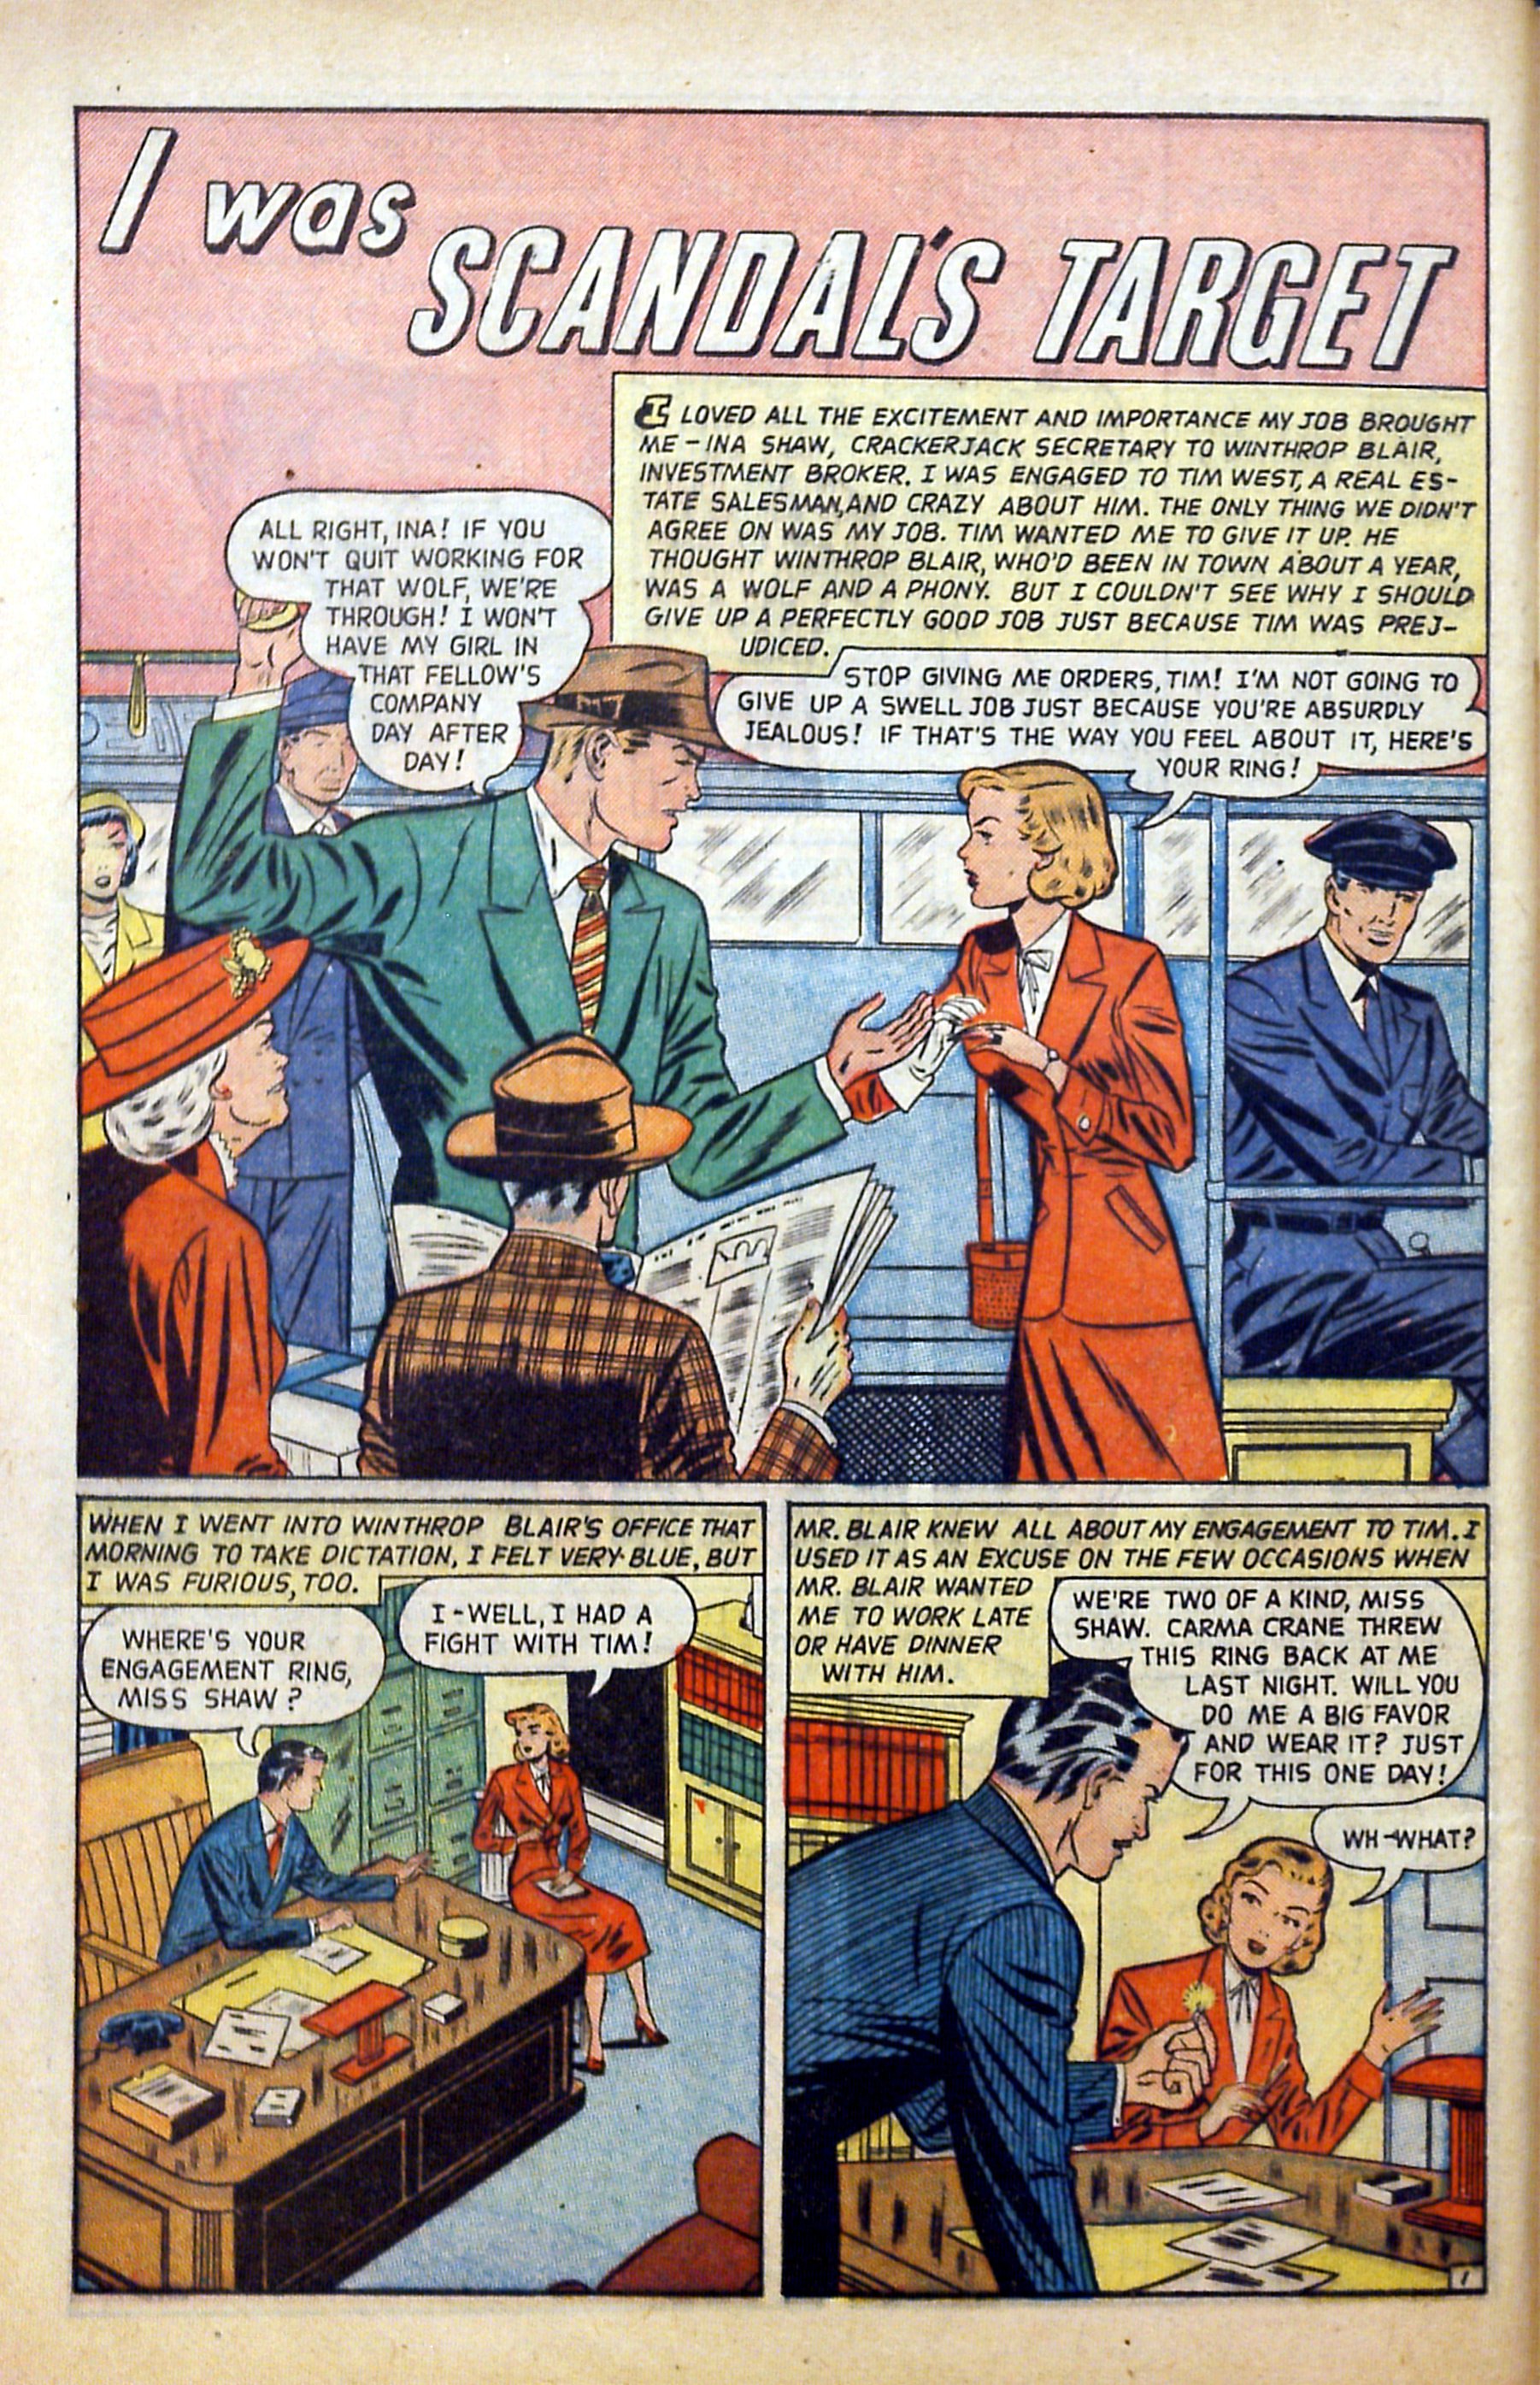 I was
SCANDAL'S TARGET
I LOVED ALL THE EXCITEMENT AND IMPORTANCE MY JOB BROUGHT
ME - INA SHAW, CRACKERJACK SECRETARY TO WINTHROP BLAIR,
INVESTMENT BROKER. I WAS ENGAGED TO TIM WEST, A REAL ES-
TATE SALESMAN, AND CRAZY ABOUT HIM. THE ONLY THING WE DIDN'T
AGREE ON WAS MY JOB. TIM WANTED ME TO GIVE IT UP. HE
THOUGHT WINTHROP BLAIR, WHO'D BEEN IN TOWN ABOUT A YEAR,
WAS A WOLF AND A PHONY. BUT I COULDN'T SEE WHY I SHOULD
GIVE UP A PERFECTLY GOOD JOB JUST BECAUSE TIM WAS PREJ-
UDICED.
ALL RIGHT, INA! IF YOU
WON'T QUIT WORKING FOR
THAT WOLF, WE'RE
THROUGH! I WON'T
HAVE MY GIRL IN
THAT FELLOW'S
COMPANY
DAY AFTER
DAY!
STOP GIVING ME ORDERS, TIM! I'M NOT GOING TO
GIVE UP A SWELL JOB JUST BECAUSE YOU'RE ABSURDLY
JEALOUS! IF THAT'S THE WAY YOU FEEL ABOUT IT, HERE'S
YOUR RING!
WHEN I WENT INTO WINTHROP BLAIR'S OFFICE THAT
MORNING TO TAKE DICTATION, I FELT VERY BLUE, BUT
I WAS FURIOUS, TOO.
WHERE'S YOUR
ENGAGEMENT RING,
MISS SHAW?
I-WELL, I HAD A
FIGHT WITH TIM!
MR. BLAIR KNEW ALL ABOUT MY ENGAGEMENT TO TIM. I
USED IT AS AN EXCUSE ON THE FEW OCCASIONS WHEN
MR. BLAIR WANTED
ME TO WORK LATE
OR HAVE DINNER
WITH HIM.
WE'RE TWO OF A KIND, MISS
SHAW. CARMA CRANE THREW
THIS RING BACK AT ME
LAST NIGHT. WILL YOU
DO ME A BIG FAVOR
AND WEAR IT? JUST
FOR THIS ONE DAY!
WH-WHAT?
1